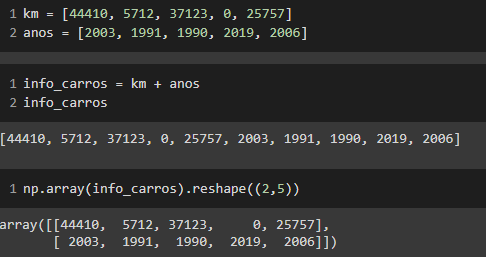 1 km = [44410, 5712, 37123, 0, 25757]
2 anos = [2003, 1991, 1990, 2019, 2006]
1 info_carros = km + anos
2 info_carros
[44410, 5712, 37123, 0, 25757, 2003, 1991, 1990, 2019, 2006]
1 np.array(info_carros).reshape((2,5))
array([[44410,  5712, 37123,     0, 25757],
       [ 2003,  1991,  1990,  2019,  2006]])